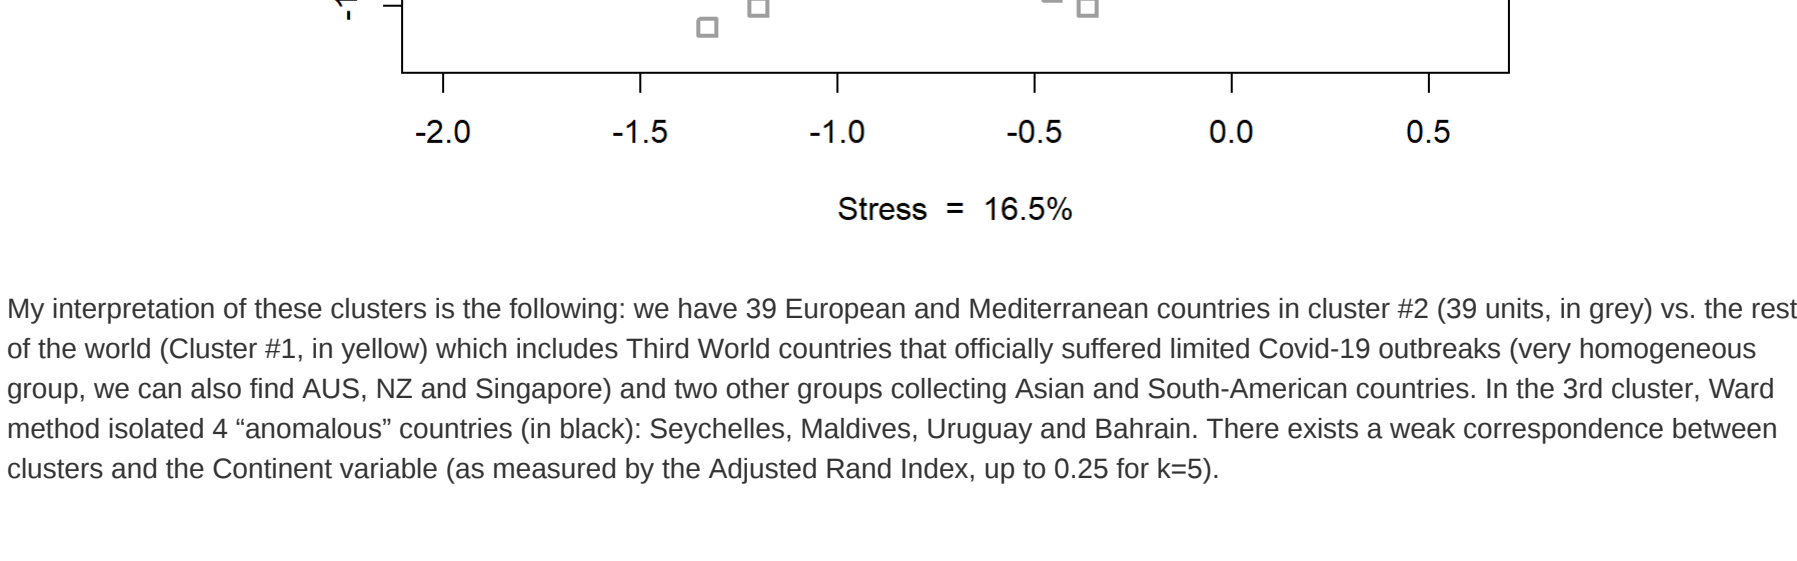 -2.0 -1.5 -1.0 -0.5 0.0 0.5
Stress = 16.5%
My interpretation of these clusters is the following: we have 39 European and Mediterranean countries in cluster #2 (39 units, in grey) vs. the rest
of the world (Cluster #1, in yellow) which includes Third World countries that officially suffered limited Covid-19 outbreaks (very homogeneous
group, we can also find AUS, NZ and Singapore) and two other groups collecting Asian and South-American countries. In the 3rd cluster, Ward
method isolated 4 “anomalous” countries (in black): Seychelles, Maldives, Uruguay and Bahrain. There exists a weak correspondence between
clusters and the Continent variable (as measured by the Adjusted Rand Index, up to 0.25 for k=5).